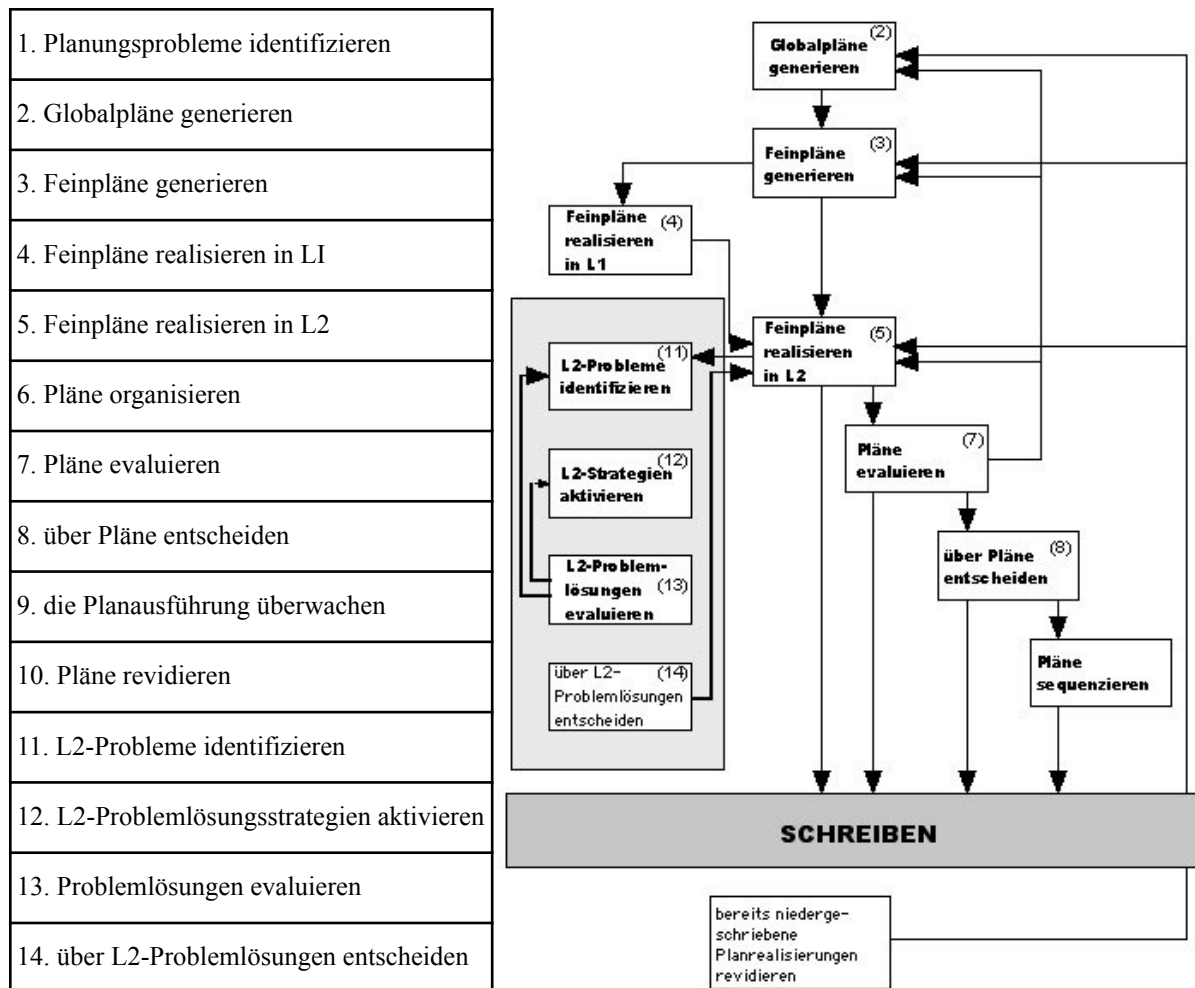 1. Planungsprobleme identifizieren
2. Globalpläne generieren
3. Feinpläne generieren
4. Feinpläne realisieren in LI
5. Feinpläne realisieren in L2
6. Pläne organisieren
7. Pläne evaluieren
8. über Pläne entscheiden
9. die Planausführung überwachen
10. Pläne revidieren
11. L2-Probleme identifizieren
12. L2-Problemlösungsstrategien aktivieren
13. Problemlösungen evaluieren
14. über L2-Problemlösungen entscheiden
Globalpläne (2)
generieren
Feinpläne (3)
generieren
Feinpläne (4)
realisieren
in L1
Feinpläne (5)
realisieren
in L2
(11)
L2-Probleme
identifizieren
(12)
L2-Strategien
aktivieren
L2-Problem-
lösungen (13)
evaluieren
über L2- (14)
Problemlösungen
entscheiden
Pläne (7)
evaluieren
über Pläne (8)
entscheiden
Pläne
sequenzieren
SCHREIBEN
bereits niederge-
schriebene
Planrealisierungen
revidieren